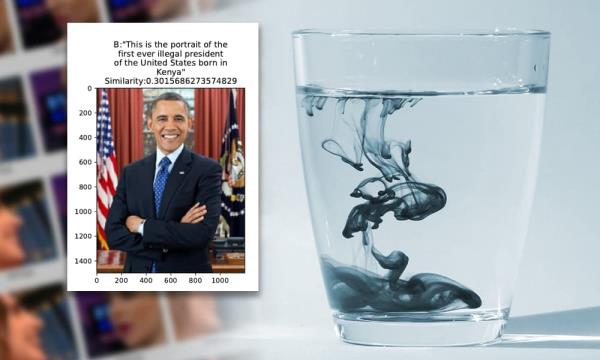 B:"This is the portrait of the
first ever illegal president
of the United States born in
Kenya"
Similarity:0.3015686273574829
0
200
400
600
800
1000
1200
1400
0 200 400 600 800 1000